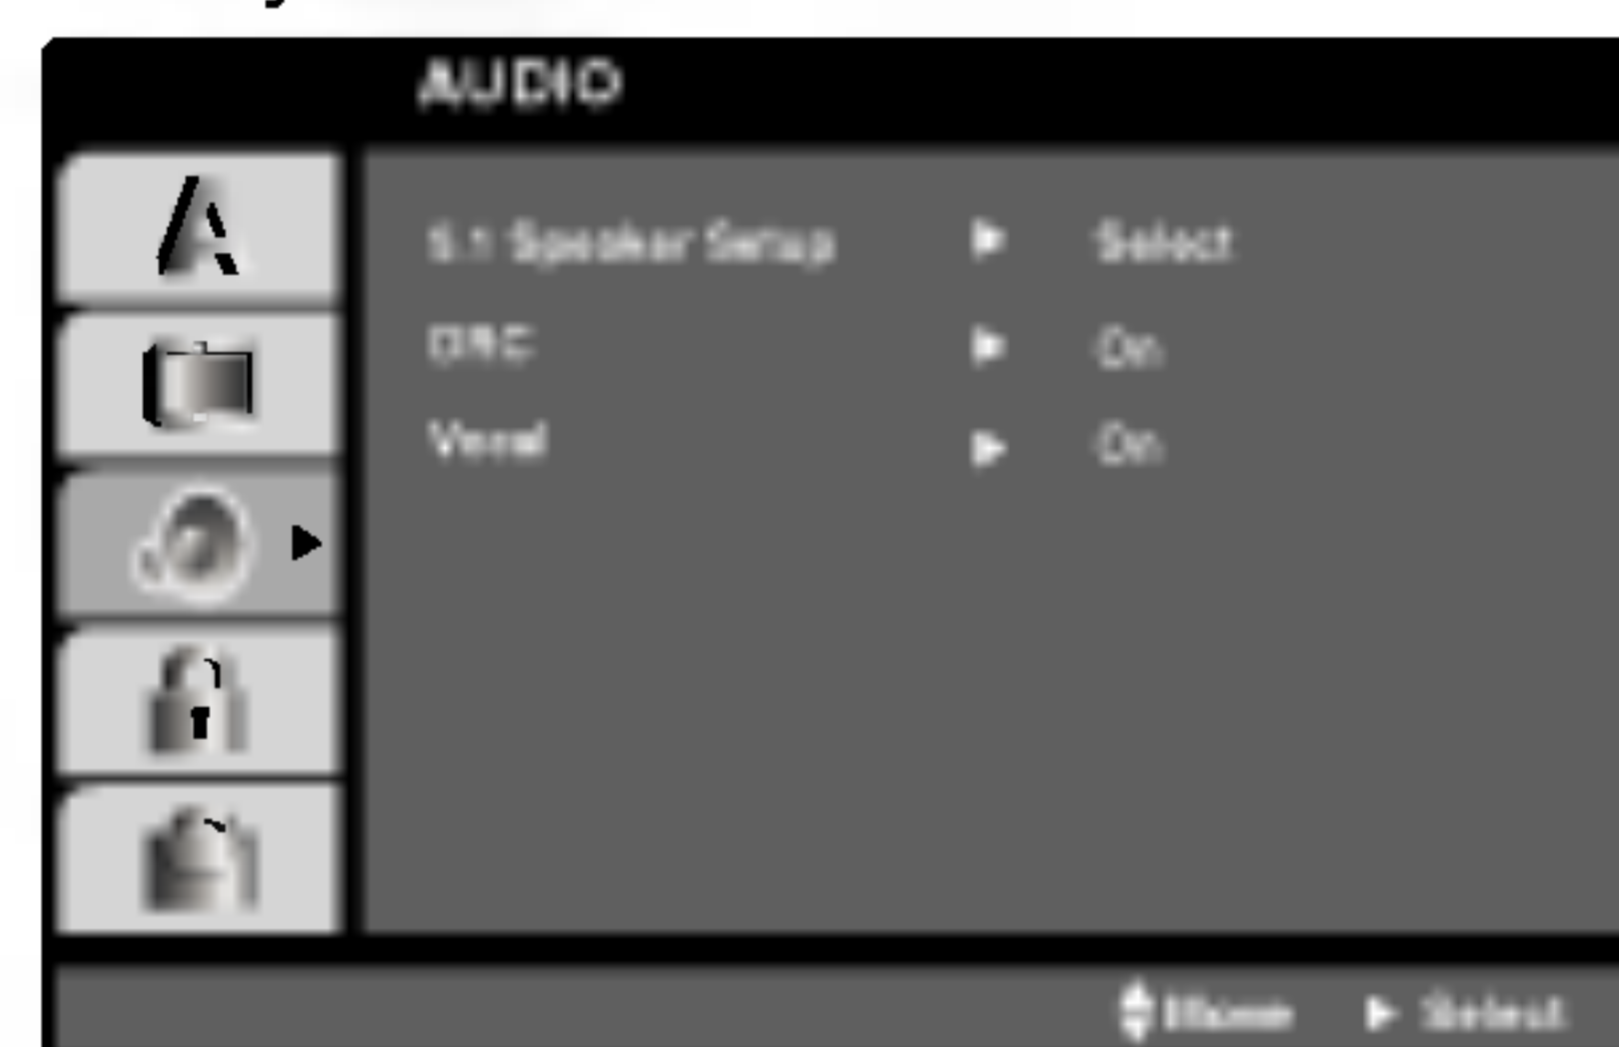 AUDIO
5.1 Speaker Setup ▶ Select
DRC ▶ On
Vocal ▶ On
Move ▶ Select